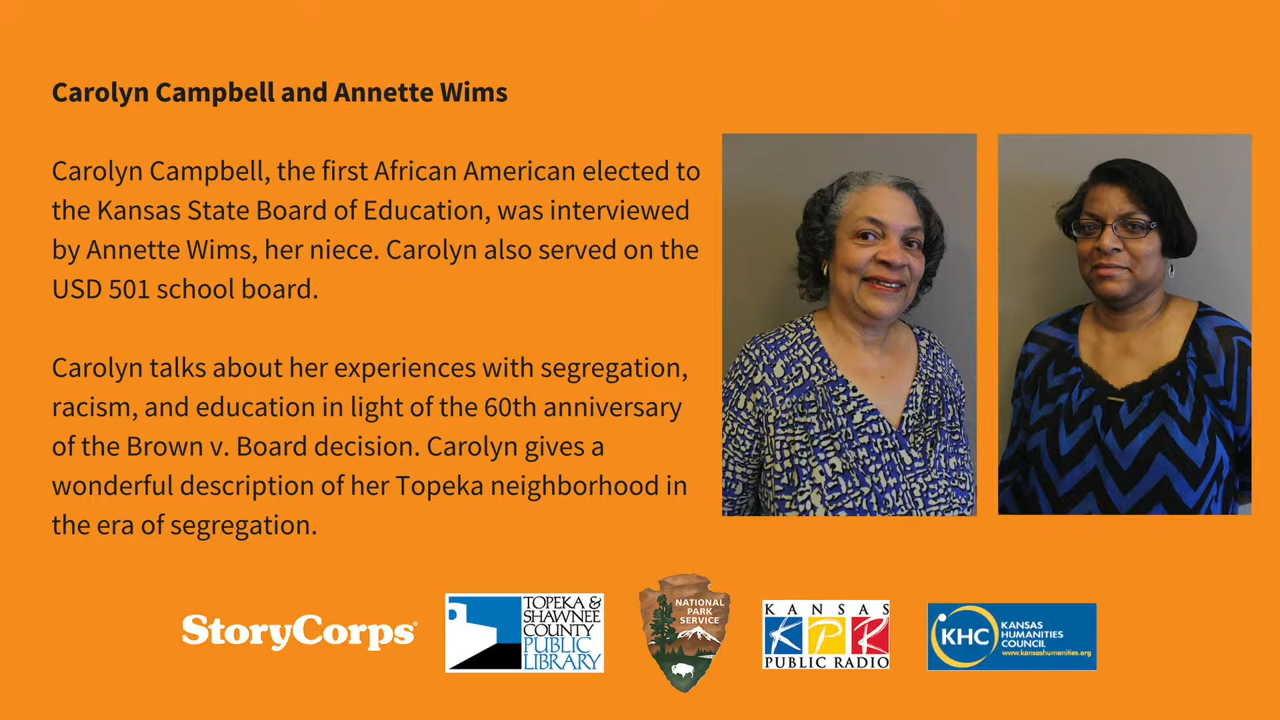 Carolyn Campbell and Annette Wims
Carolyn Campbell, the first African American elected to
the Kansas State Board of Education, was interviewed
by Annette Wims, her niece. Carolyn also served on the
USD 501 school board.
Carolyn talks about her experiences with segregation,
racism, and education in light of the 60th anniversary
of the Brown v. Board decision. Carolyn gives a
wonderful description of her Topeka neighborhood in
the era of segregation.
StoryCorps
TOPEKA &
SHAWNEE
COUNTY
PUBLIC
LIBRARY
NATIONAL
PARK
SERVICE
KANSAS
KPR
PUBLIC RADIO
KHC
KANSAS
HUMANITIES
COUNCIL
www.kansashumanities.org